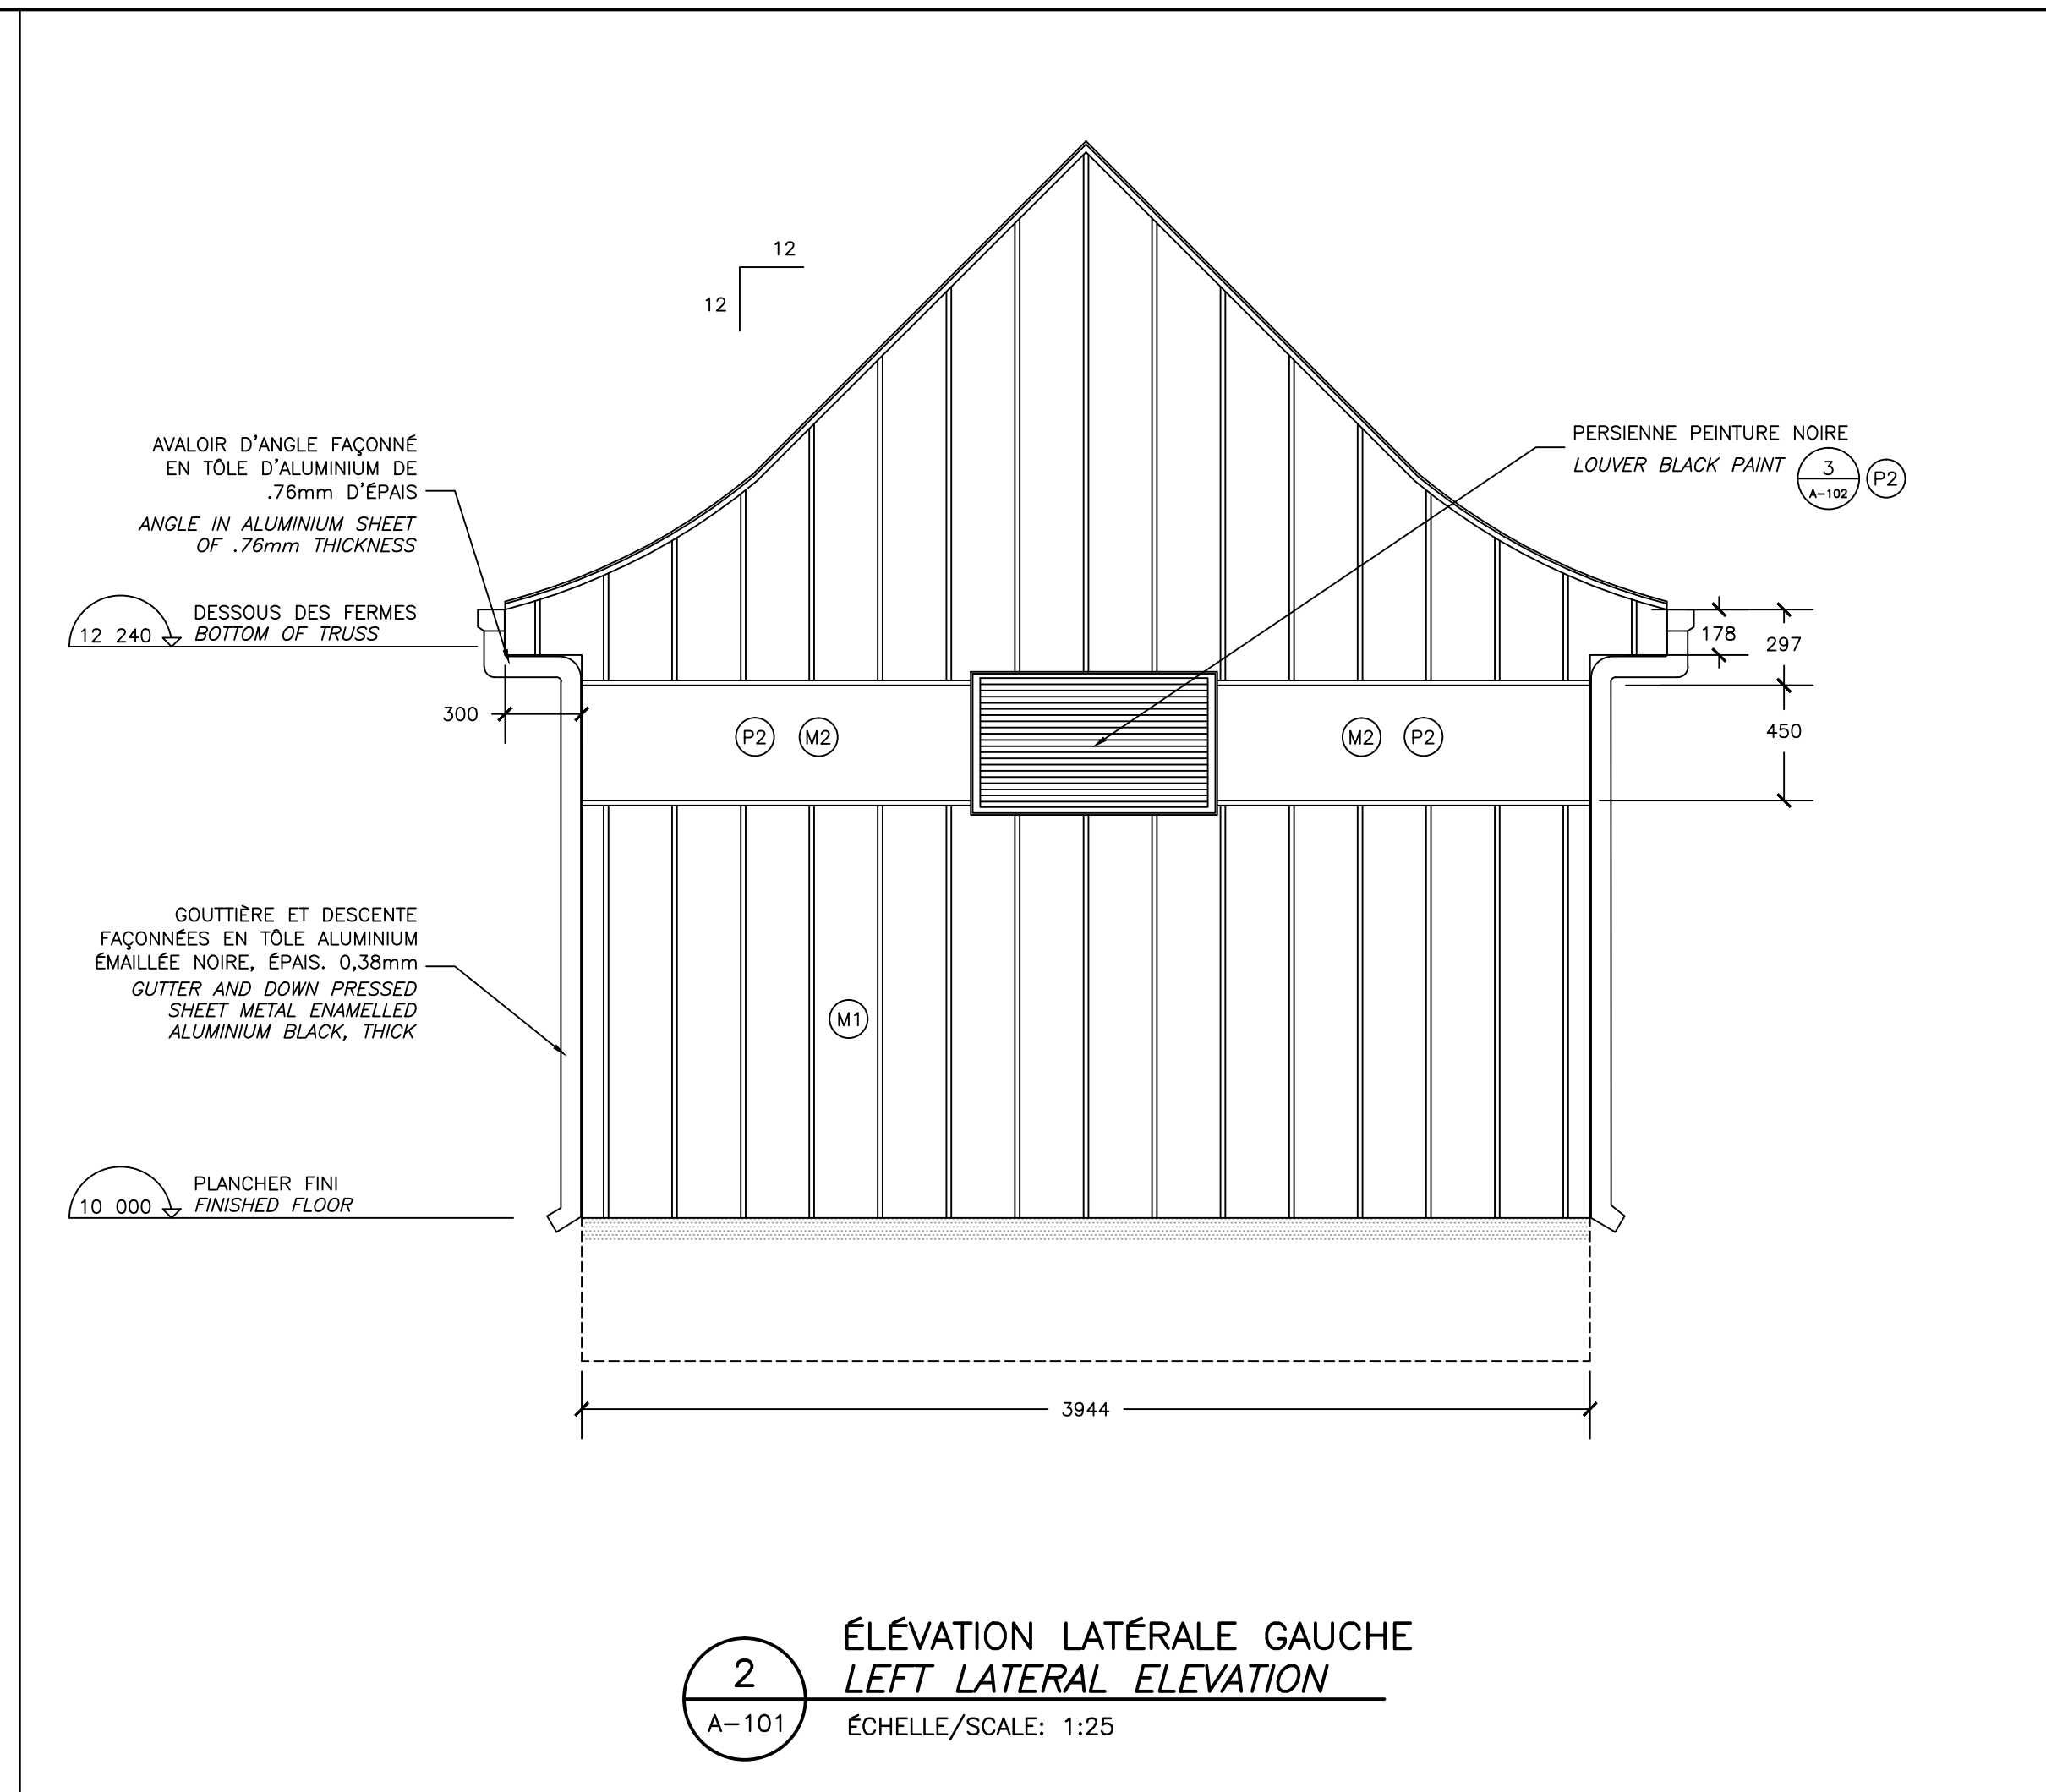 12
12
AVALOIR D'ANGLE FAÇONNÉ
EN TÔLE D'ALUMINIUM DE
.76mm D'ÉPAIS
ANGLE IN ALUMINIUM SHEET
OF .76mm THICKNESS
PERSIENNE PEINTURE NOIRE
LOUVER BLACK PAINT
3
A-102
P2
12 240
DESSOUS DES FERMES
BOTTOM OF TRUSS
178
297
300
P2
M2
M2
P2
450
GOUTTIÈRE ET DESCENTE
FAÇONNÉES EN TÔLE ALUMINIUM
ÉMAILLÉE NOIRE, ÉPAIS. 0,38mm
GUTTER AND DOWN PRESSED
SHEET METAL ENAMELLED
ALUMINIUM BLACK, THICK
M1
10 000
PLANCHER FINI
FINISHED FLOOR
3944
2
A-101
ÉLÉVATION LATÉRALE GAUCHE
LEFT LATERAL ELEVATION
ÉCHELLE/SCALE: 1:25